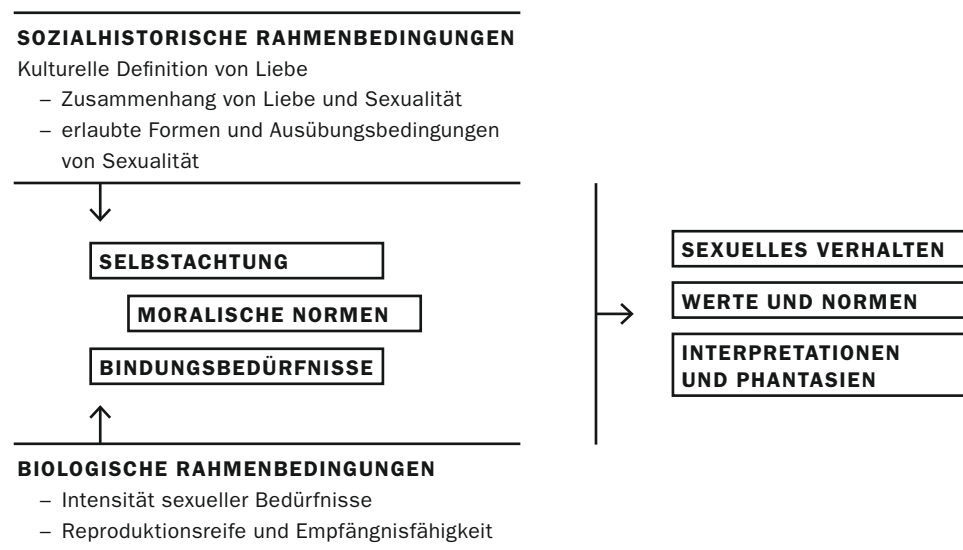 SOZIALHISTORISCHE RAHMENBEDINGUNGEN
Kulturelle Definition von Liebe
– Zusammenhang von Liebe und Sexualität
– erlaubte Formen und Ausübungsbedingungen
von Sexualität
SELBSTACHTUNG
MORALISCHE NORMEN
BINDUNGSBEDÜRFNISSE
SEXUELLES VERHALTEN
WERTE UND NORMEN
INTERPRETATIONEN
UND PHANTASIEN
BIOLOGISCHE RAHMENBEDINGUNGEN
– Intensität sexueller Bedürfnisse
– Reproduktionsreife und Empfängnisfähigkeit